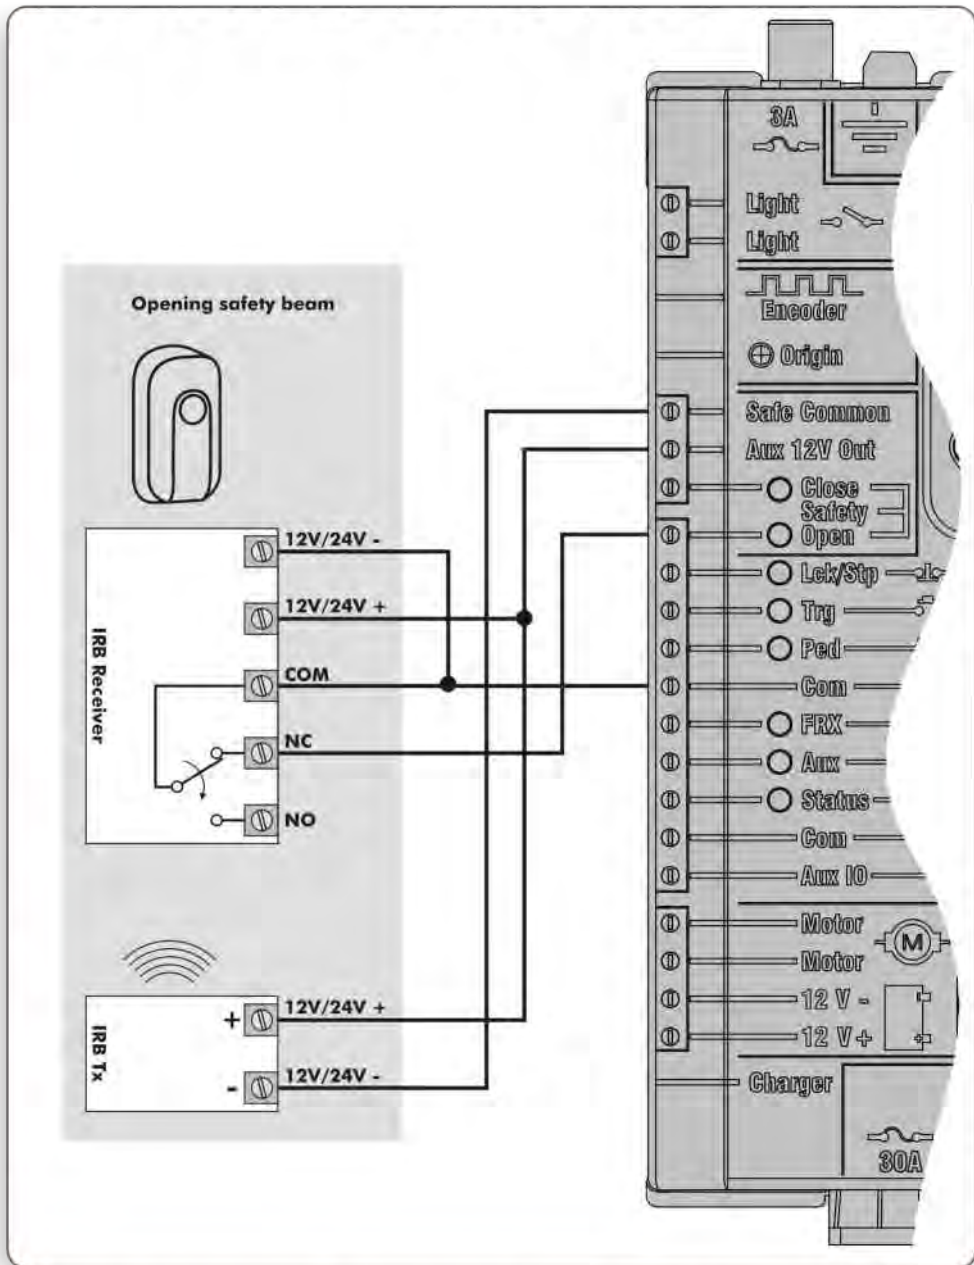 Opening safety beam
IRB Receiver
12V/24V -
12V/24V +
COM
NC
NO
IRB Tx
+
12V/24V +
-
12V/24V -
3A
Light
Light
Encoder
Origin
Safe Common
Aux 12V Out
Close
Safety
Open
Lck/Stp
Trg
Ped
Com
FRX
Aux
Status
Com
Aux IO
Motor
M
Motor
12 V -
12 V +
Charger
30A